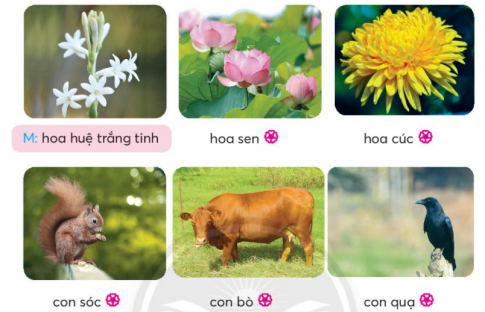 M: hoa huệ trắng tinh
hoa sen
hoa cúc
con sóc
con bò
con quạ